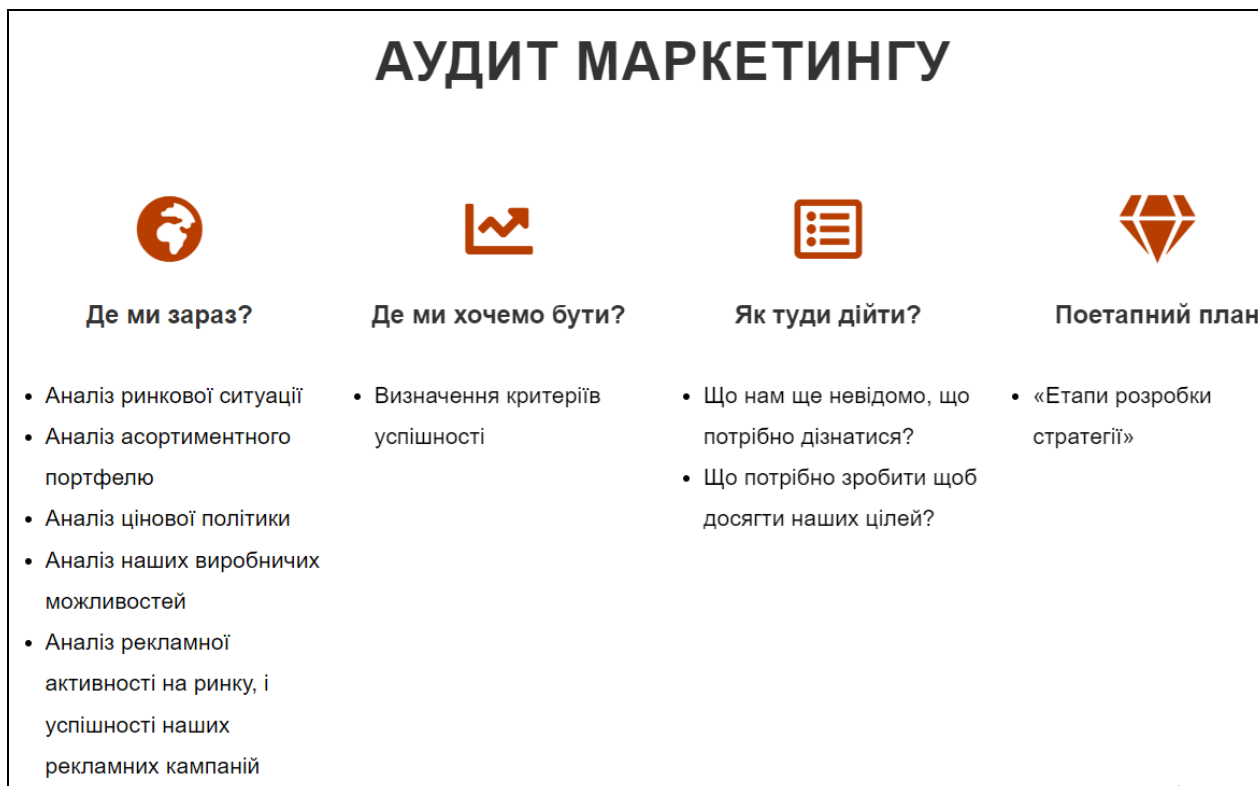 АУДИТ МАРКЕТИНГУ
Де ми зараз?
• Аналіз ринкової ситуації
• Аналіз асортиментного
портфелю
• Аналіз цінової політики
• Аналіз наших виробничих
можливостей
• Аналіз рекламної
активності на ринку, і
успішності наших
рекламних кампаній
Де ми хочемо бути?
• Визначення критеріїв
успішності
Як туди дійти?
• Що нам ще невідомо, що
потрібно дізнатися?
• Що потрібно зробити щоб
досягти наших цілей?
Поетапний план
• «Етапи розробки
стратегії»